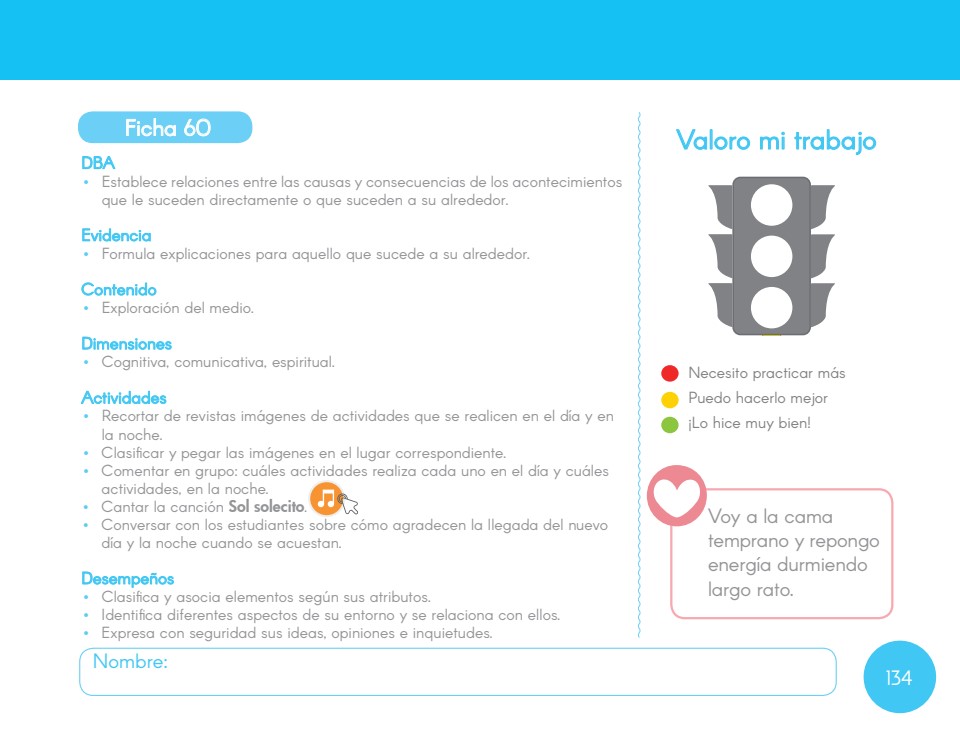 Ficha 60
DBA
• Establece relaciones entre las causas y consecuencias de los acontecimientos
que le suceden directamente o que suceden a su alrededor.
Evidencia
• Formula explicaciones para aquello que sucede a su alrededor.
Contenido
• Exploración del medio.
Dimensiones
• Cognitiva, comunicativa, espiritual.
Actividades
• Recortar de revistas imágenes de actividades que se realicen en el día y en
la noche.
• Clasificar y pegar las imágenes en el lugar correspondiente.
• Comentar en grupo: cuáles actividades realiza cada uno en el día y cuáles
actividades, en la noche.
• Cantar la canción Sol solecito.
• Conversar con los estudiantes sobre cómo agradecen la llegada del nuevo
día y la noche cuando se acuestan.
Desempeños
• Clasifica y asocia elementos según sus atributos.
• Identifica diferentes aspectos de su entorno y se relaciona con ellos.
• Expresa con seguridad sus ideas, opiniones e inquietudes.
Nombre:
Valoro mi trabajo
Necesito practicar más
Puedo hacerlo mejor
¡Lo hice muy bien!
Voy a la cama
temprano y repongo
energía durmiendo
largo rato.
134